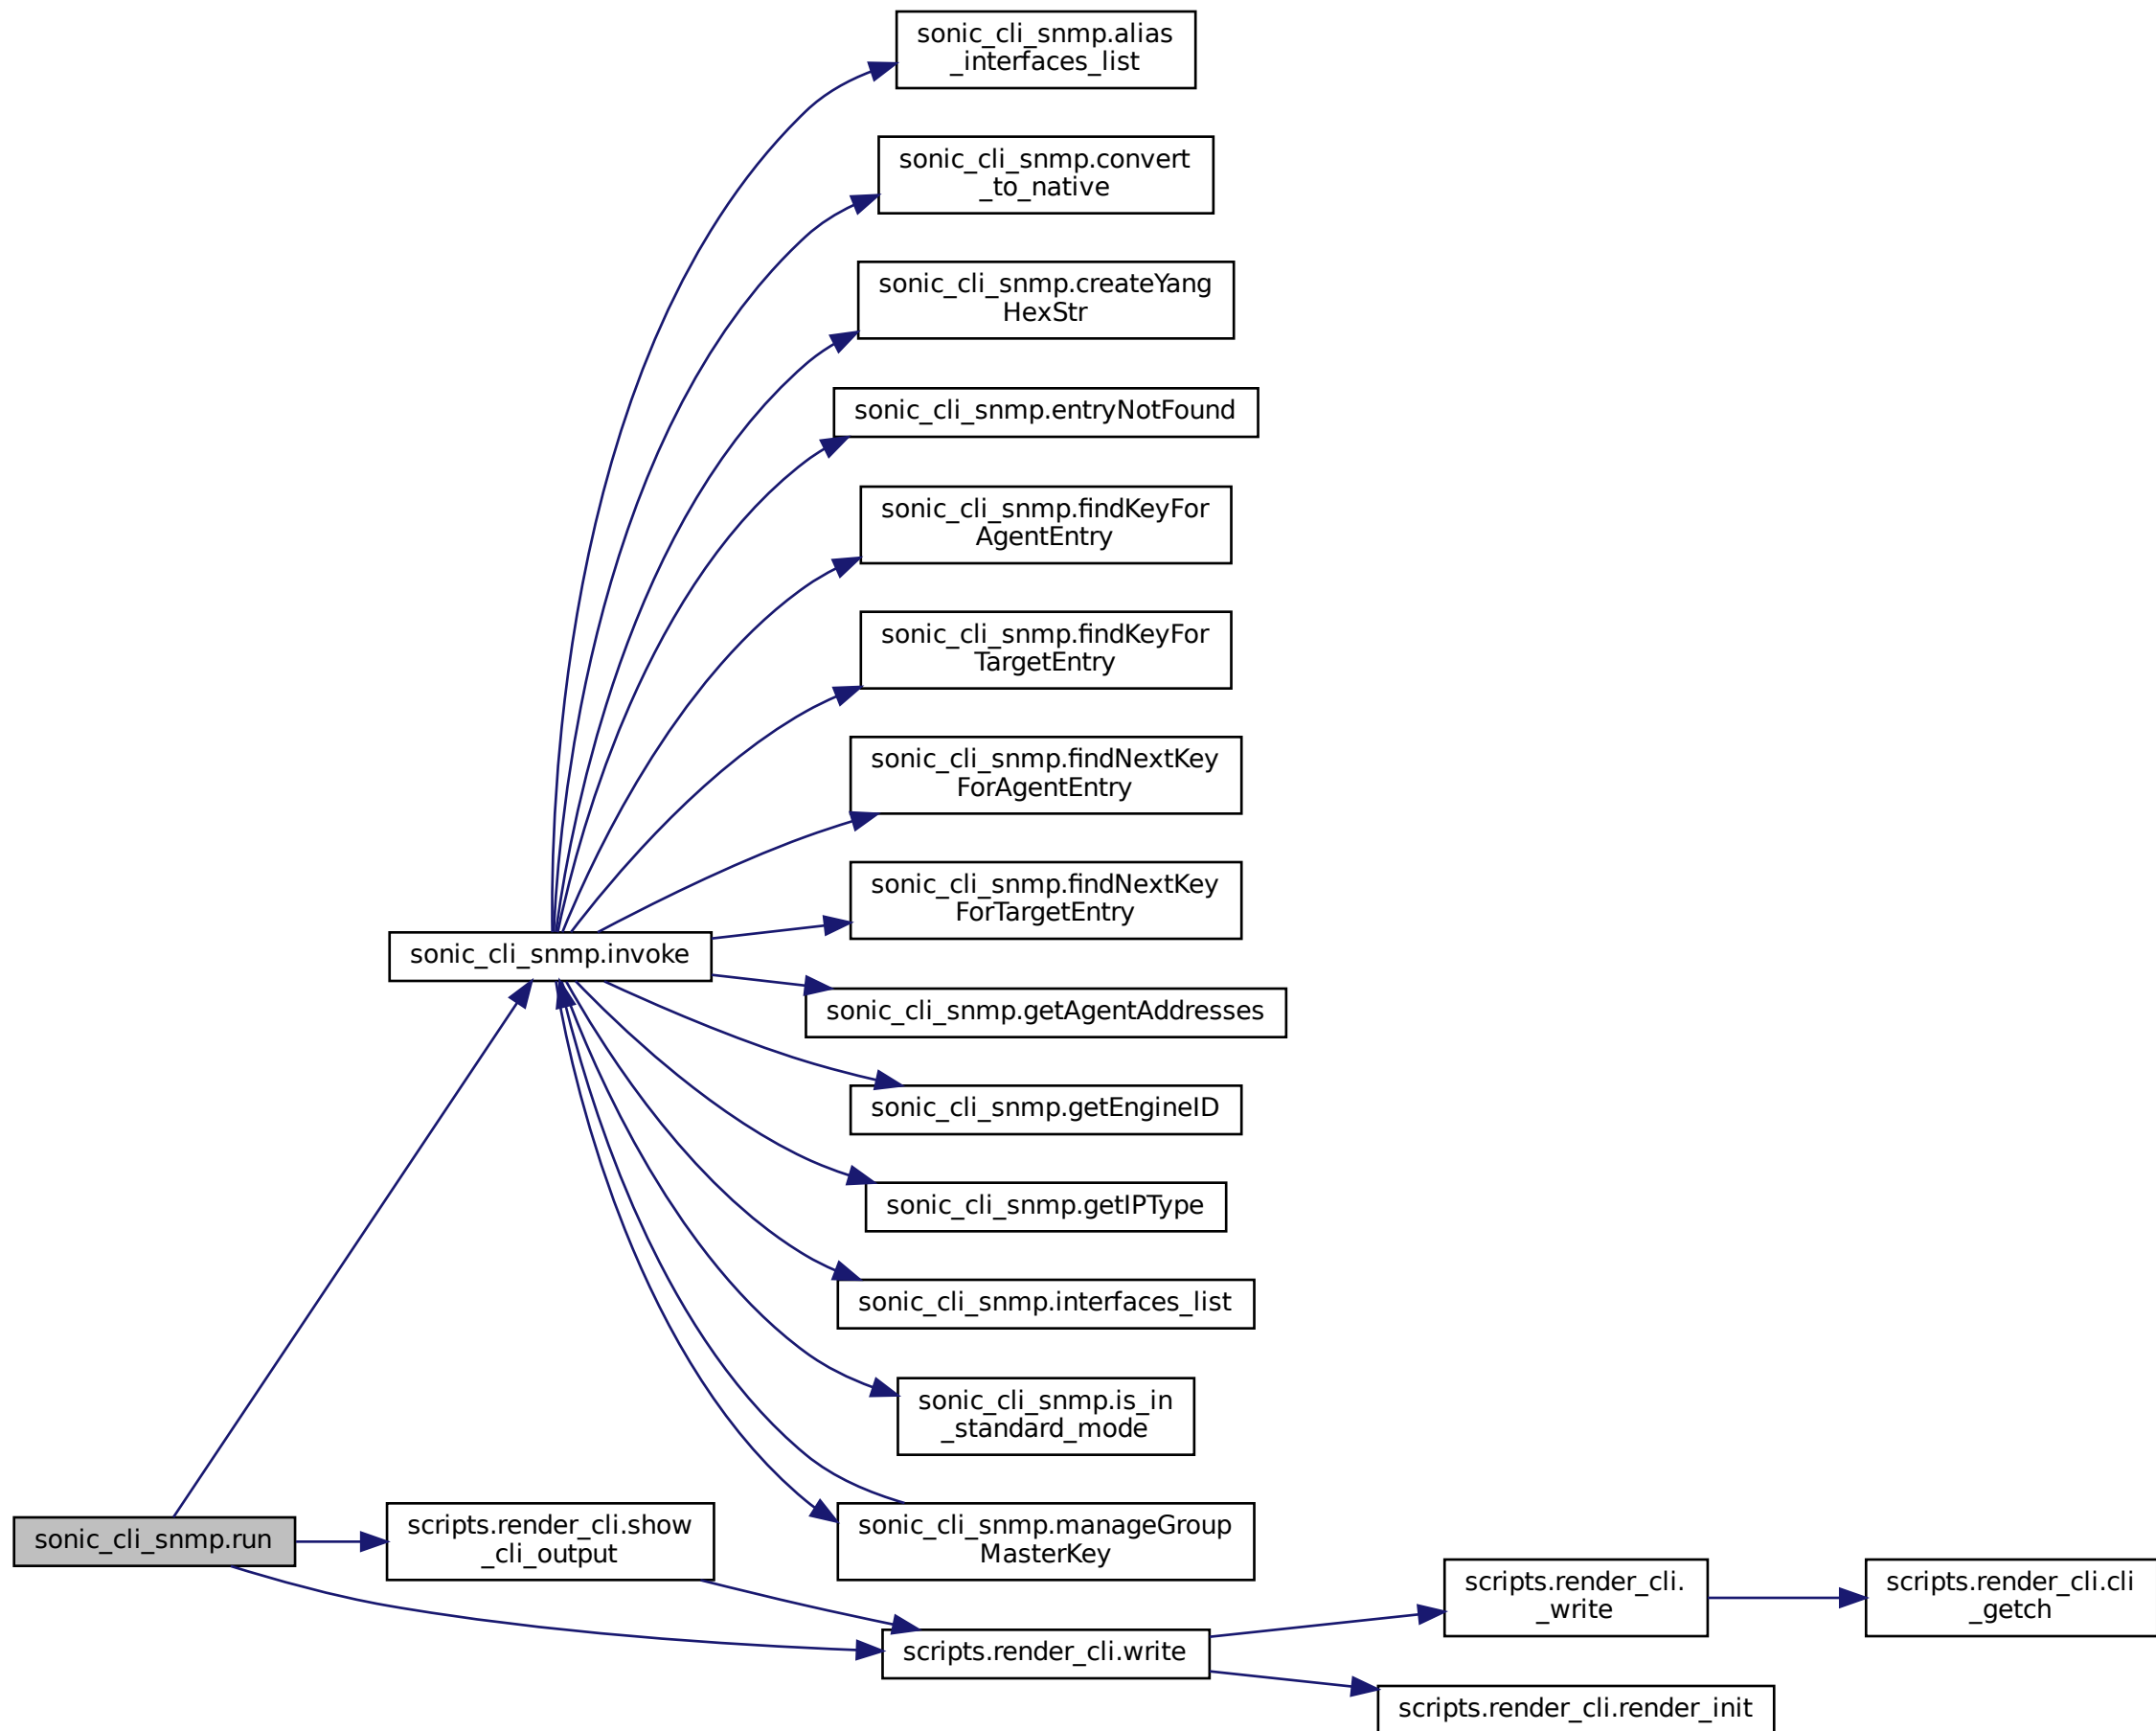 sonic_cli_snmp.alias
_interfaces_list
sonic_cli_snmp.convert
_to_native
sonic_cli_snmp.createYang
HexStr
sonic_cli_snmp.entryNotFound
sonic_cli_snmp.findKeyFor
AgentEntry
sonic_cli_snmp.findKeyFor
TargetEntry
sonic_cli_snmp.findNextKey
ForAgentEntry
sonic_cli_snmp.findNextKey
ForTargetEntry
sonic_cli_snmp.invoke
sonic_cli_snmp.getAgentAddresses
sonic_cli_snmp.getEngineID
sonic_cli_snmp.getIPType
sonic_cli_snmp.interfaces_list
sonic_cli_snmp.is_in
_standard_mode
sonic_cli_snmp.run
scripts.render_cli.show
_cli_output
sonic_cli_snmp.manageGroup
MasterKey
scripts.render_cli.write
scripts.render_cli.
_write
scripts.render_cli.cli
_getch
scripts.render_cli.render_init